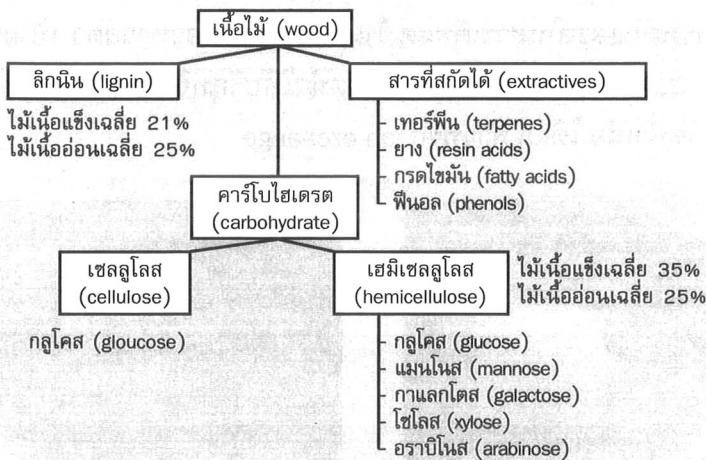 เนื้อไม้ (wood)
ลิกนิน (lignin)
ไม้เนื้อแข็งเฉลี่ย 21%
ไม้เนื้ออ่อนเฉลี่ย 25%
สารที่สกัดได้ (extractives)
- เทอร์พีน (terpenes)
- ยาง (resin acids)
- กรดไขมัน (fatty acids)
- ฟีนอล (phenols)
คาร์โบไฮเดรต
(carbohydrate)
เซลลูโลส
(cellulose)
กลูโคส (gloucose)
เฮมิเซลลูโลส
(hemicellulose)
ไม้เนื้อแข็งเฉลี่ย 35%
ไม้เนื้ออ่อนเฉลี่ย 25%
- กลูโคส (glucose)
- แมนโนส (mannose)
- กาแลกโตส (galactose)
- ไซโลส (xylose)
- อราบิโนส (arabinose)